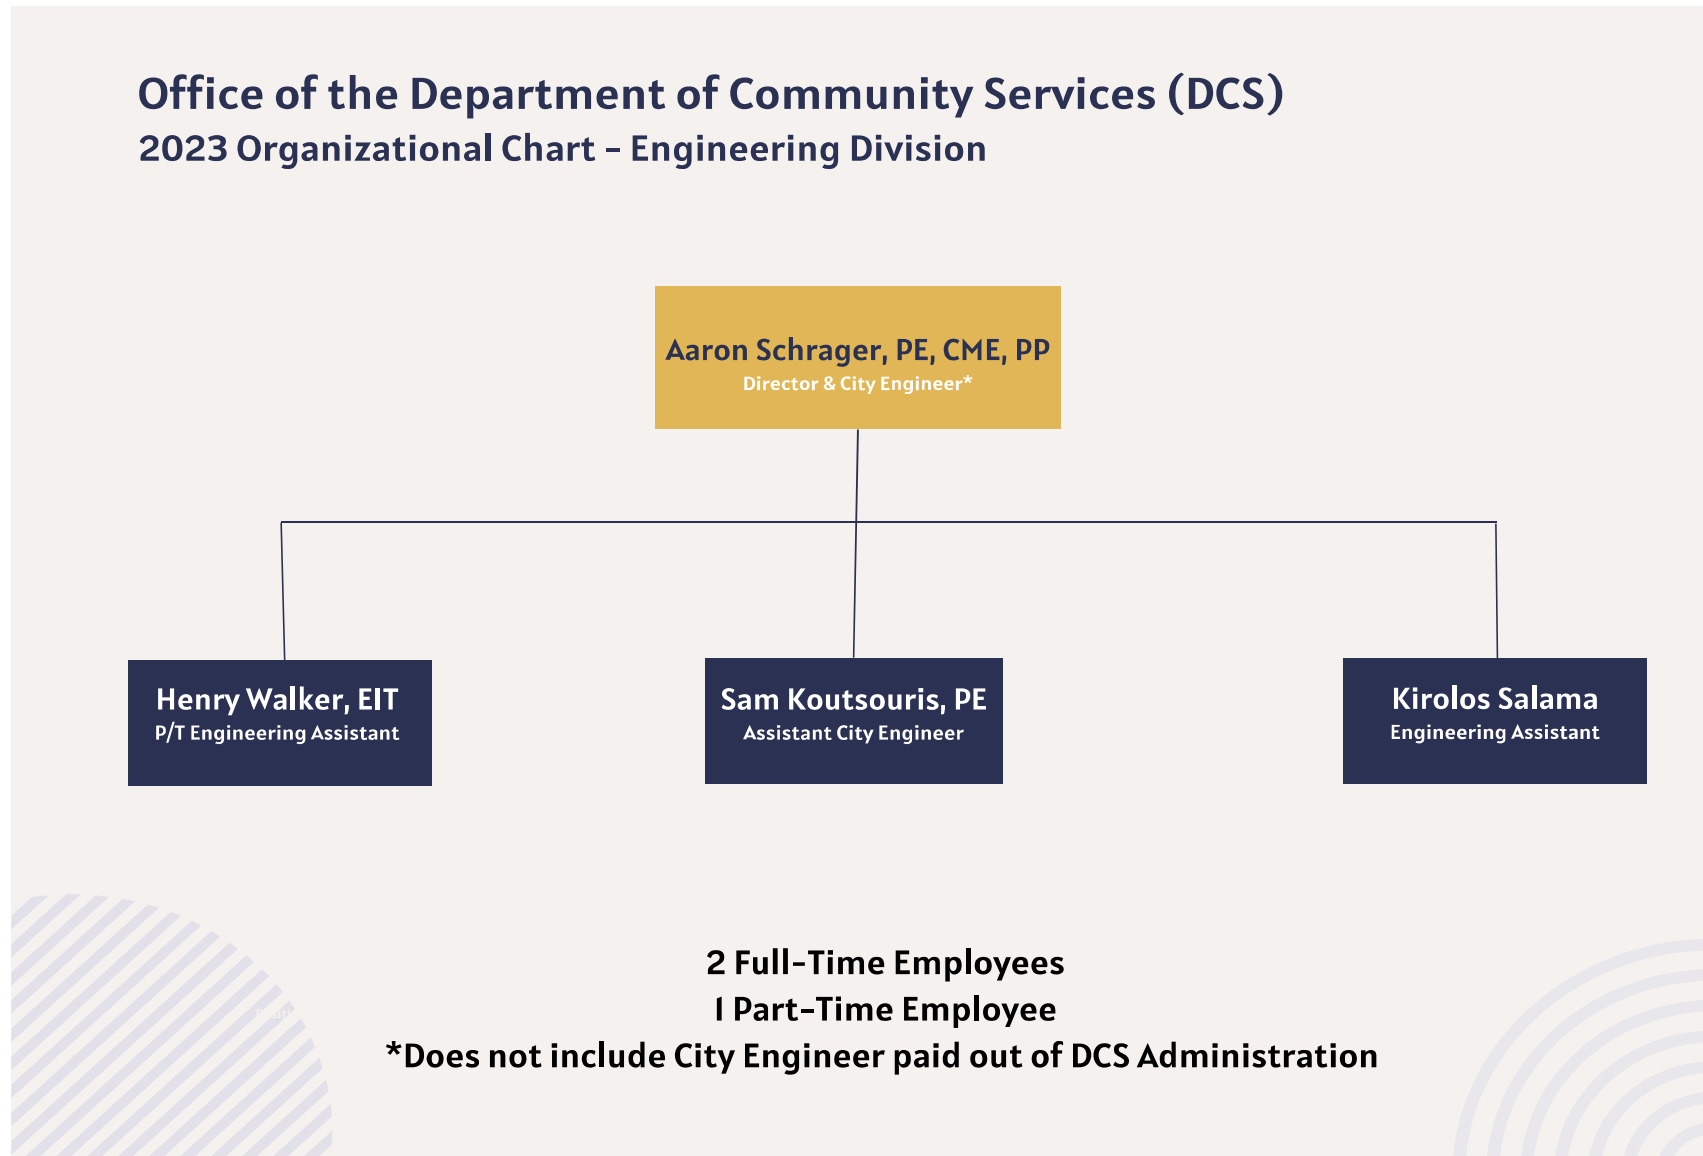 Office of the Department of Community Services (DCS)
2023 Organizational Chart - Engineering Division
Aaron Schrager, PE, CME, PP
Director & City Engineer*
Henry Walker, EIT
P/T Engineering Assistant
Sam Koutsouris, PE
Assistant City Engineer
Kirolos Salama
Engineering Assistant
2 Full-Time Employees
1 Part-Time Employee
*Does not include City Engineer paid out of DCS Administration